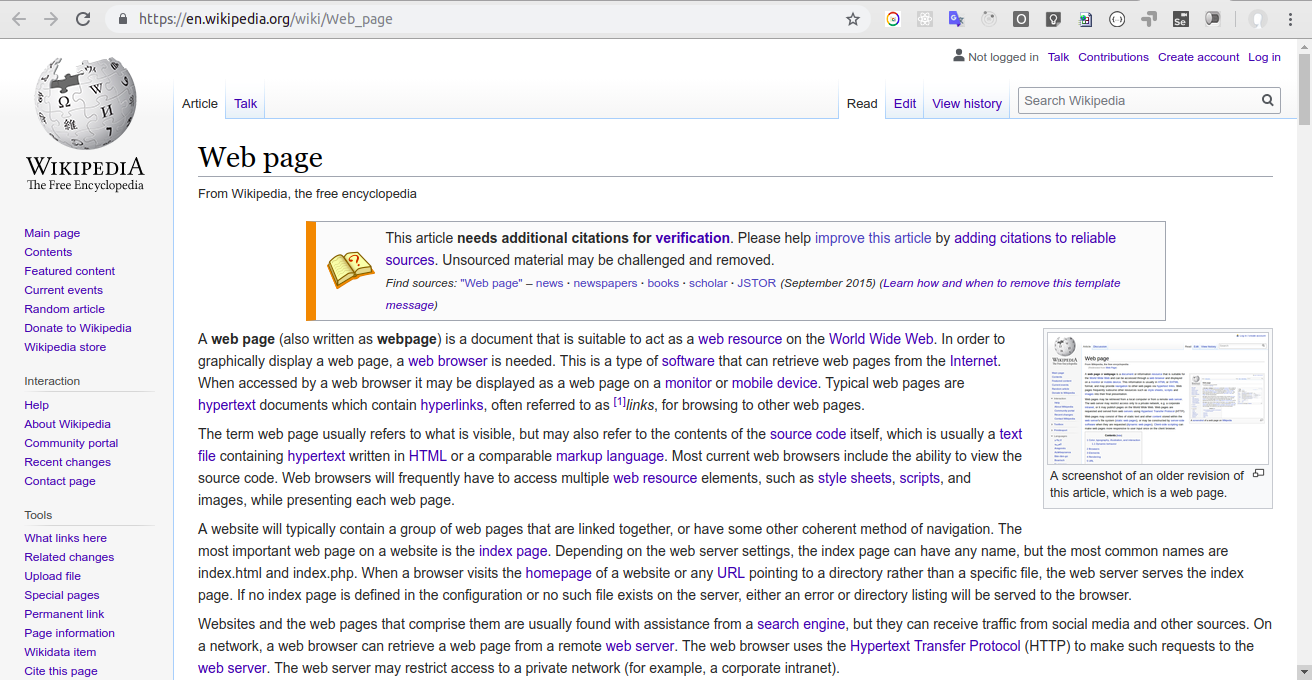 https://en.wikipedia.org/wiki/Web_page
Not logged in Talk Contributions Create account Log in
Article Talk Read Edit View history Search Wikipedia
WIKIPEDIA
The Free Encyclopedia
Web page
From Wikipedia, the free encyclopedia
Main page
Contents
Featured content
Current events
Random article
Donate to Wikipedia
Wikipedia store
Interaction
Help
About Wikipedia
Community portal
Recent changes
Contact page
Tools
What links here
Related changes
Upload file
Special pages
Permanent link
Page information
Wikidata item
Cite this page
This article needs additional citations for verification. Please help improve this article by adding citations to reliable
sources. Unsourced material may be challenged and removed.
Find sources: "Web page" – news · newspapers · books · scholar · JSTOR (September 2015) (Learn how and when to remove this template
message)
A web page (also written as webpage) is a document that is suitable to act as a web resource on the World Wide Web. In order to
graphically display a web page, a web browser is needed. This is a type of software that can retrieve web pages from the Internet.
When accessed by a web browser it may be displayed as a web page on a monitor or mobile device. Typical web pages are
hypertext documents which contain hyperlinks, often referred to as [1]links, for browsing to other web pages.
The term web page usually refers to what is visible, but may also refer to the contents of the source code itself, which is usually a text
file containing hypertext written in HTML or a comparable markup language. Most current web browsers include the ability to view the
source code. Web browsers will frequently have to access multiple web resource elements, such as style sheets, scripts, and
images, while presenting each web page.
A website will typically contain a group of web pages that are linked together, or have some other coherent method of navigation. The
most important web page on a website is the index page. Depending on the web server settings, the index page can have any name, but the most common names are
index.html and index.php. When a browser visits the homepage of a website or any URL pointing to a directory rather than a specific file, the web server serves the index
page. If no index page is defined in the configuration or no such file exists on the server, either an error or directory listing will be served to the browser.
Websites and the web pages that comprise them are usually found with assistance from a search engine, but they can receive traffic from social media and other sources. On
a network, a web browser can retrieve a web page from a remote web server. The web browser uses the Hypertext Transfer Protocol (HTTP) to make such requests to the
web server. The web server may restrict access to a private network (for example, a corporate intranet).
Web page
A screenshot of an older revision of
this article, which is a web page.